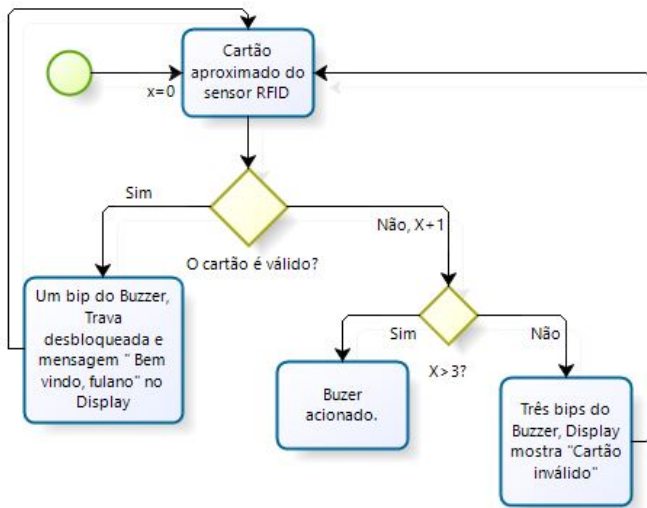 Cartão
aproximado do
sensor RFID
x=0
Sim
Não, X+1
O cartão é válido?
Um bip do Buzzer,
Trava
desbloqueada e
mensagem " Bem
vindo, fulano" no
Display
Sim
Não
X>3?
Buzer
acionado.
Três bips do
Buzzer, Display
mostra "Cartão
inválido"